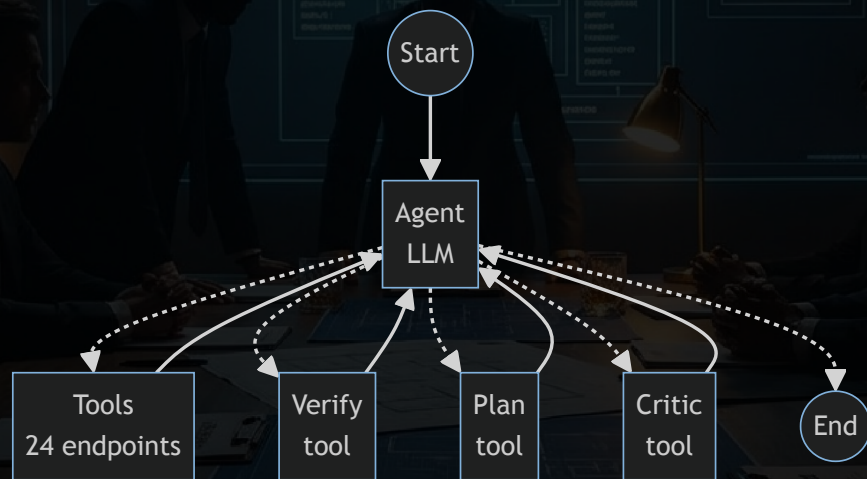 Start
Agent
LLM
Tools
24 endpoints
Verify
tool
Plan
tool
Critic
tool
End